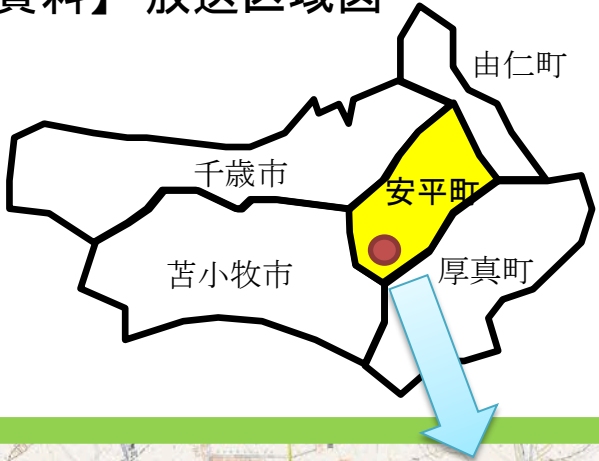 資料】 放送区域図
由仁町
千歳市
安平町
苫小牧市
厚真町